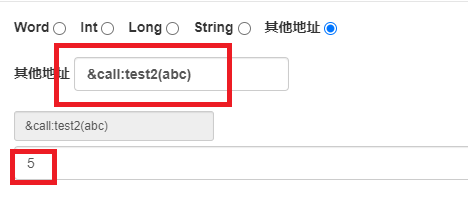 Word Int Long String 其他地址
其他地址 &call:test2(abc)
&call:test2(abc)
5